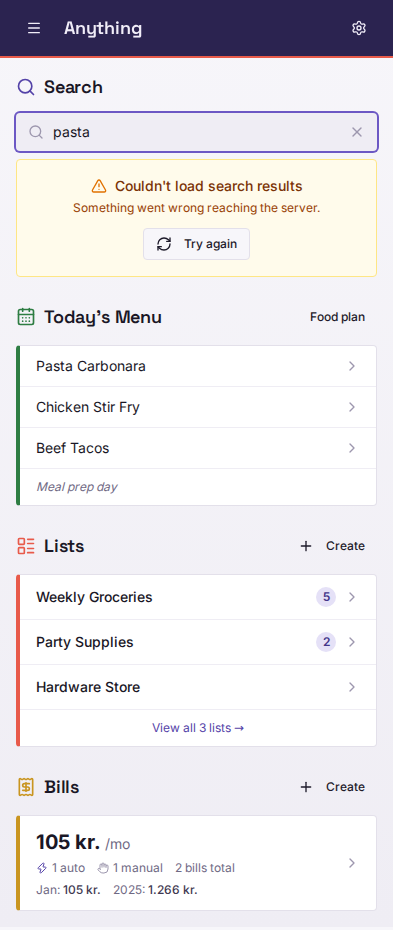 Anything
Search
pasta
Couldn't load search results
Something went wrong reaching the server.
Try again
Today's Menu
Food plan
Pasta Carbonara
Chicken Stir Fry
Beef Tacos
Meal prep day
Lists
Create
Weekly Groceries 5
Party Supplies 2
Hardware Store
View all 3 lists →
Bills
Create
105 kr. /mo
1 auto 1 manual 2 bills total
Jan: 105 kr. 2025: 1.266 kr.